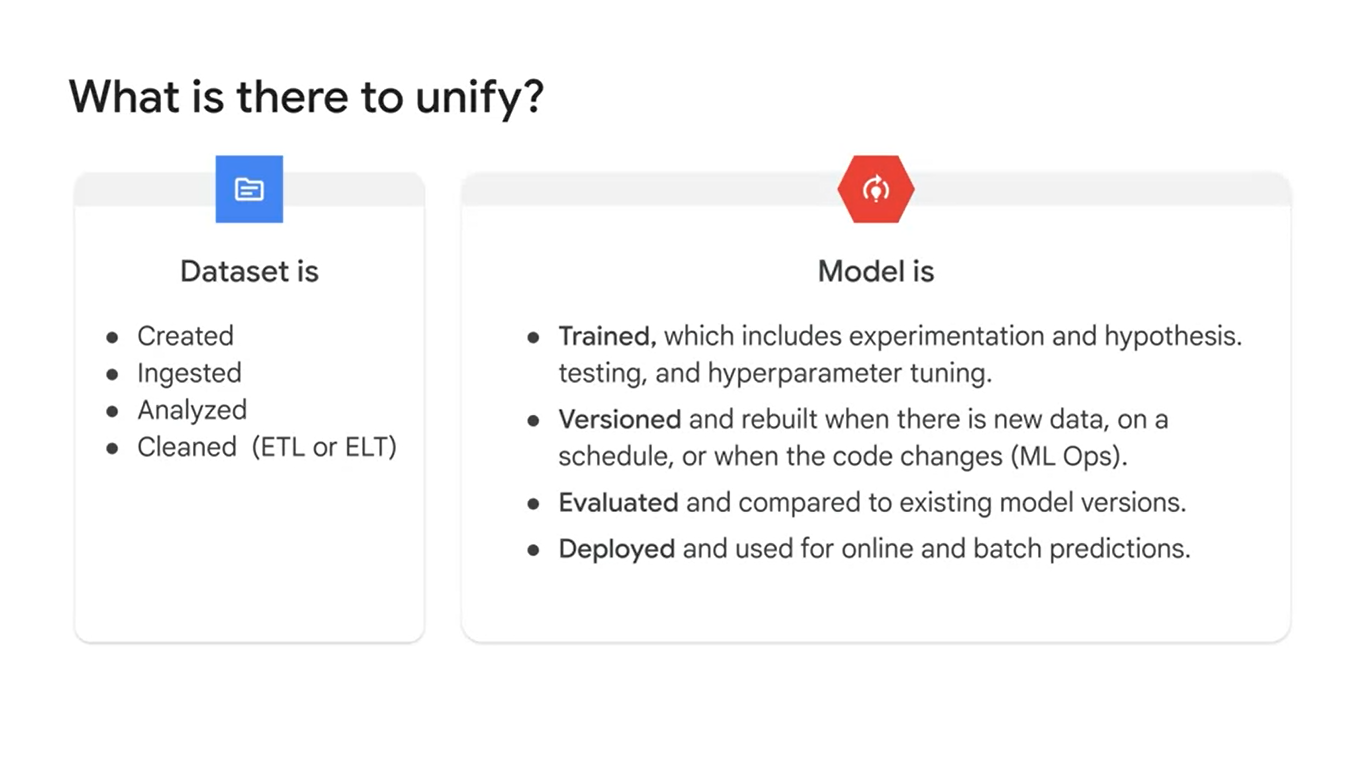 What is there to unify?
Dataset is
● Created
● Ingested
● Analyzed
● Cleaned (ETL or ELT)
Model is
● Trained, which includes experimentation and hypothesis.
testing, and hyperparameter tuning.
● Versioned and rebuilt when there is new data, on a
schedule, or when the code changes (ML Ops).
● Evaluated and compared to existing model versions.
● Deployed and used for online and batch predictions.